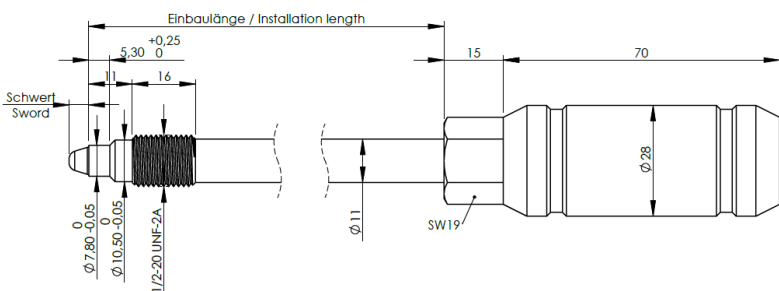 Einbaulänge / Installation length
+0,25
5,30 0
15
70
11
16
Schwert
Sword
0
Ø7,80 -0,05
0
Ø10,50 -0,05
1/2-20 UNF-2A
Ø11
SW19
Ø28